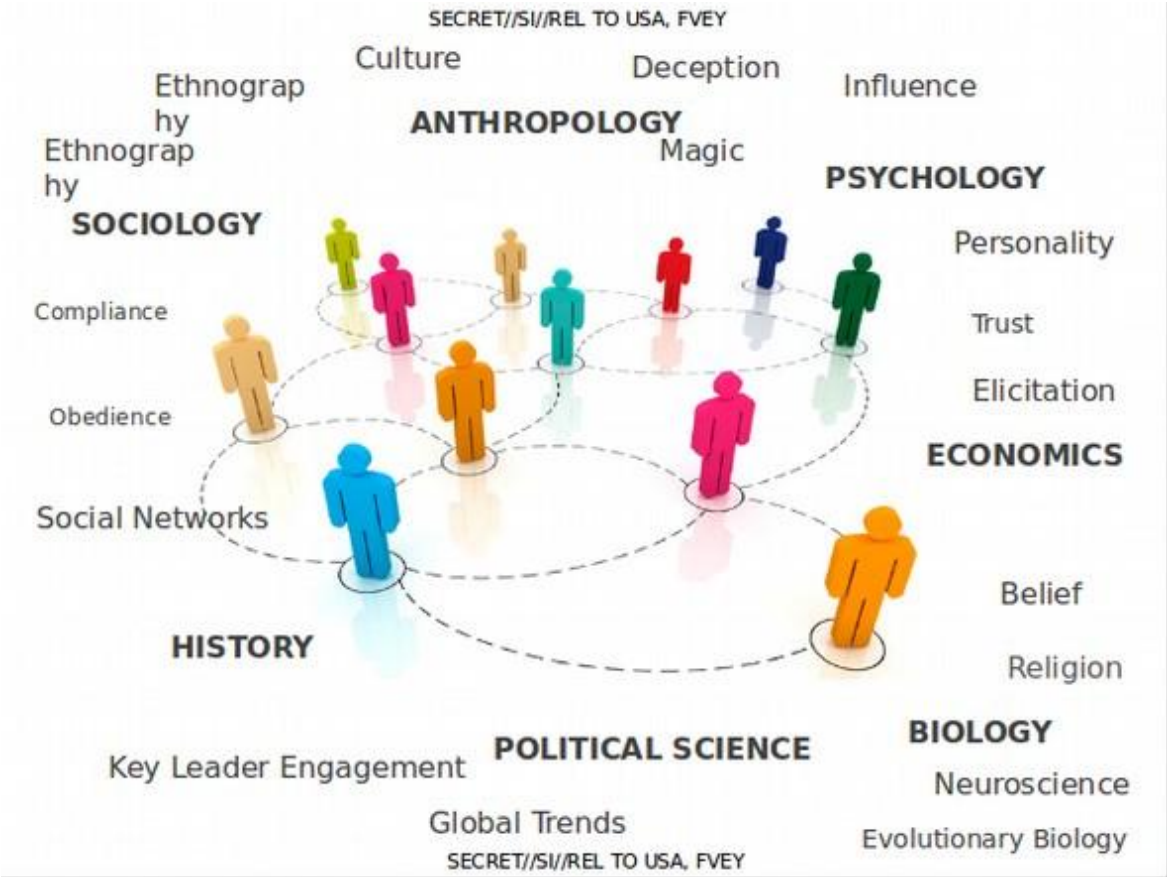 SECRET//SI//REL TO USA, FVEY
Culture
Deception
Influence
Ethnograp
hy
ANTHROPOLOGY
Magic
Ethnograp
hy
PSYCHOLOGY
SOCIOLOGY
Personality
Compliance
Trust
Elicitation
Obedience
ECONOMICS
Social Networks
Belief
HISTORY
Religion
BIOLOGY
POLITICAL SCIENCE
Key Leader Engagement
Neuroscience
Global Trends
Evolutionary Biology
SECRET//SI//REL TO USA, FVEY